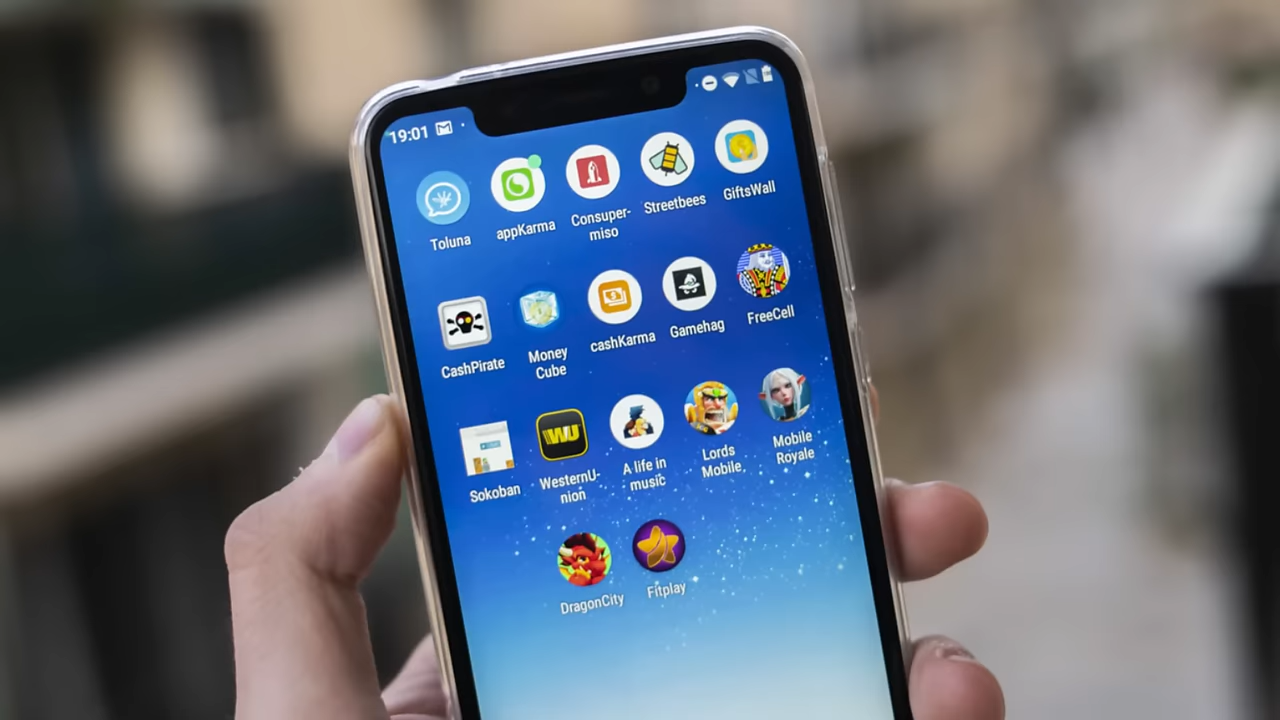 19:01
Toluna
appKarma
Consuper-
miso
Streetbees
GiftsWall
CashPirate
Money
Cube
cashKarma
Gamehag
FreeCell
Sokoban
WU
WesternU-
nion
A life in
music
Lords
Mobile
Mobile
Royale
DragonCity
Fitplay